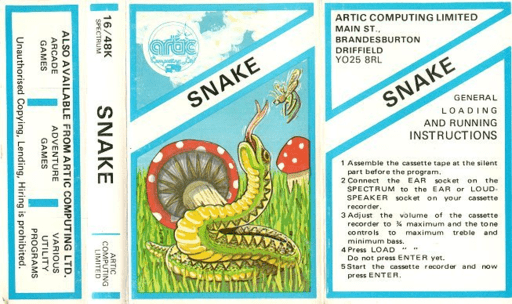 ALSO AVAILABLE FROM ARTIC COMPUTING LTD.
ARCADE GAMES
ADVENTURE GAMES
VARIOUS UTILITY PROGRAMS
Unauthorised Copying, Lending, Hiring is prohibited.
16/48K
SPECTRUM
SNAKE
ARTIC
COMPUTING
LIMITED
artic
Computing Ltd
SNAKE
ARTIC COMPUTING LIMITED
MAIN ST.,
BRANDESBURTON
DRIFFIELD
YO25 8RL
SNAKE
GENERAL
LOADING
AND RUNNING
INSTRUCTIONS
1 Assemble the cassette tape at the silent
part before the program.
2 Connect the EAR socket on the
SPECTRUM to the EAR or LOUD-
SPEAKER socket on your cassette
recorder.
3 Adjust the volume of the cassette
recorder to ¾ maximum and the tone
controls to maximum treble and
minimum bass.
4 Press LOAD " "
Do not press ENTER yet.
5 Start the cassette recorder and now
press ENTER.